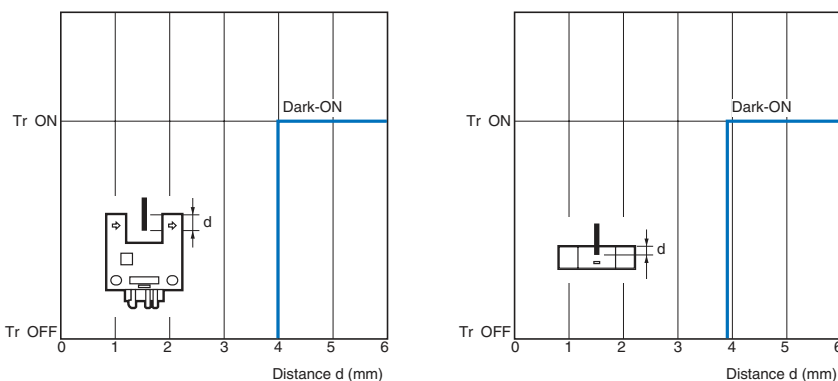 Dark-ON
Tr ON
d
Tr OFF
0 1 2 3 4 5 6
Distance d (mm)
Dark-ON
Tr ON
d
Tr OFF
0 1 2 3 4 5 6
Distance d (mm)